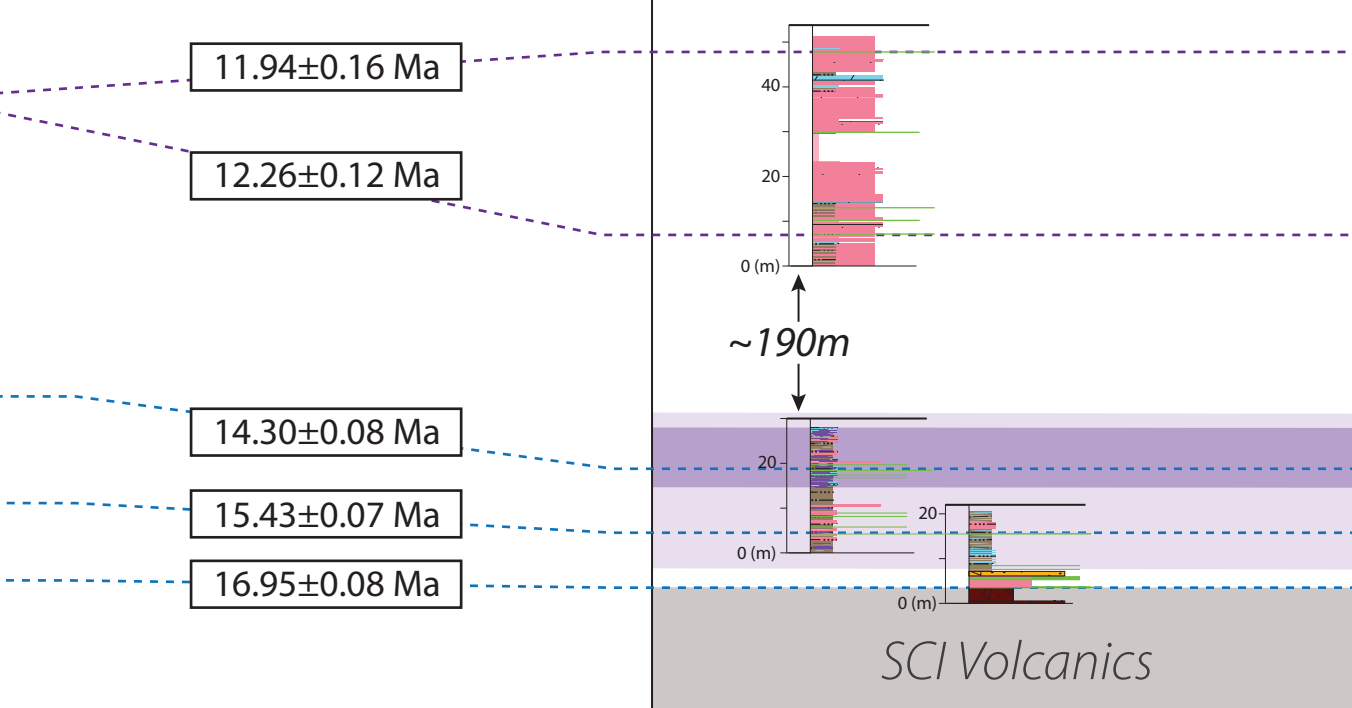 11.94±0.16 Ma
12.26±0.12 Ma
40
20
0 (m)
~190m
14.30±0.08 Ma
15.43±0.07 Ma
16.95±0.08 Ma
20
0 (m)
20
0 (m)
SCI Volcanics